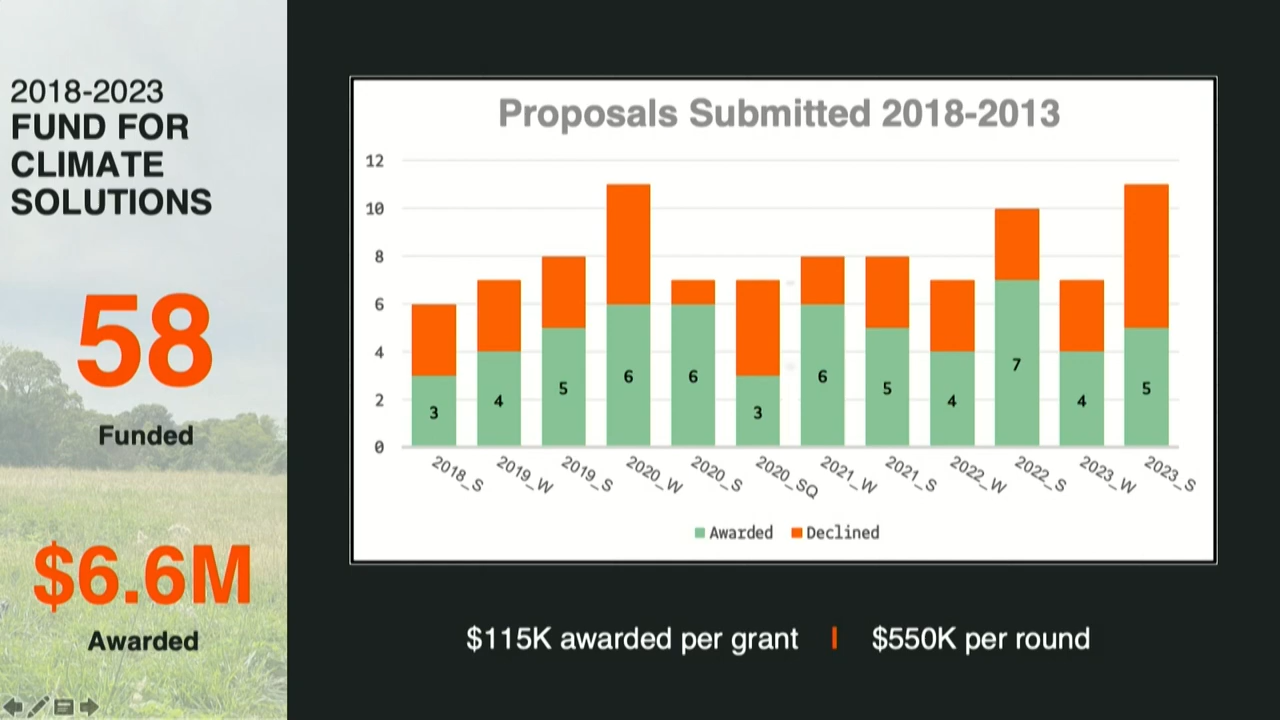 2018-2023
FUND FOR
CLIMATE
SOLUTIONS
58
Funded
$6.6M
Awarded
Proposals Submitted 2018-2013
12
10
8
6
4
2
0
3
4
5
6
6
3
6
5
4
7
4
5
2018_S
2019_W
2019_S
2020_W
2020_S
2020_SQ
2021_W
2021_S
2022_W
2022_S
2023_W
2023_S
Awarded Declined
$115K awarded per grant | $550K per round